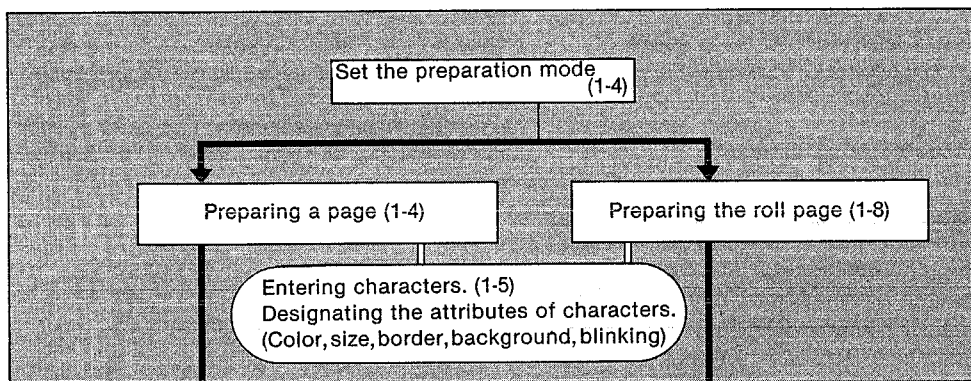 Set the preparation mode
(1-4)
Preparing a page (1-4)
Preparing the roll page (1-8)
Entering characters. (1-5)
Designating the attributes of characters.
(Color,size,border,background,blinking)